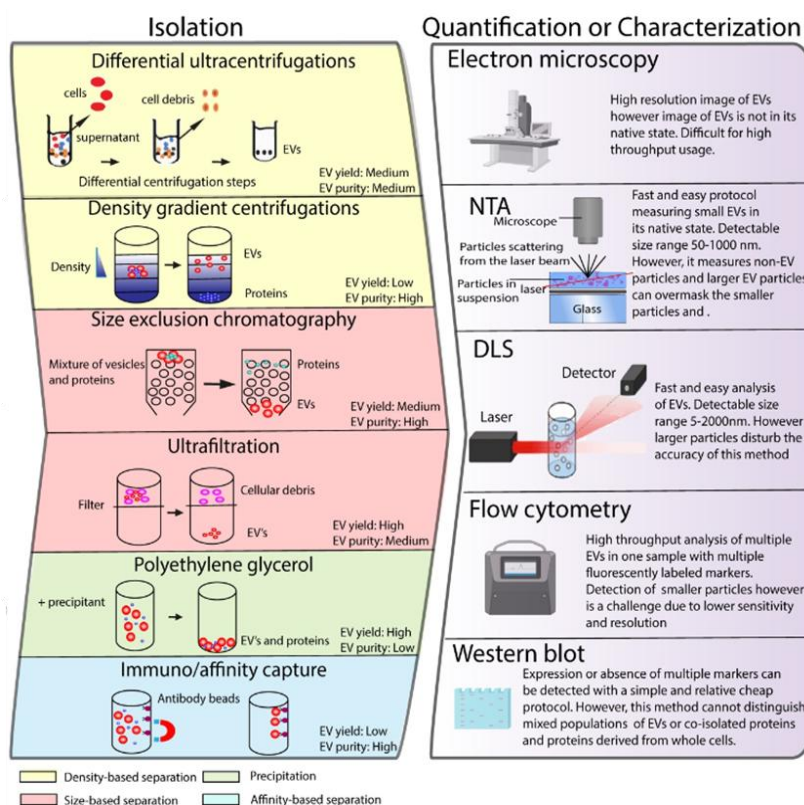 Isolation
Differential ultracentrifugations
cells
cell debris
supernatant
EVs
Differential centrifugation steps
EV yield: Medium
EV purity: Medium
Density gradient centrifugations
Density
EVs
Proteins
EV yield: Low
EV purity: High
Size exclusion chromatography
Mixture of vesicles
and proteins
Proteins
EVs
EV yield: Medium
EV purity: High
Ultrafiltration
Filter
Cellular debris
EV's
EV yield: High
EV purity: Medium
Polyethylene glycerol
+ precipitant
EV's and proteins
EV yield: High
EV purity: Low
Immuno/affinity capture
Antibody beads
EV yield: Low
EV purity: High
Density-based separation
Precipitation
Size-based separation
Affinity-based separation
Quantification or Characterization
Electron microscopy
High resolution image of EVs
however image of EVs is not in its
native state. Difficult for high
throughput usage.
NTA
Microscope
Particles scattering
from the laser beam
Particles in
suspension
laser
Glass
Fast and easy protocol
measuring small EVs in
its native state. Detectable
size range 50-1000 nm.
However, it measures non-EV
particles and larger EV particles
can overmask the smaller
particles and .
DLS
Detector
Laser
Fast and easy analysis
of EVs. Detectable size
range 5-2000nm. However
larger particles disturb the
accuracy of this method
Flow cytometry
High throughput analysis of multiple
EVs in one sample with multiple
fluorescently labeled markers.
Detection of smaller particles however
is a challenge due to lower sensitivity
and resolution
Western blot
Expression or absence of multiple markers can
be detected with a simple and relative cheap
protocol. However, this method cannot distinguish
mixed populations of EVs or co-isolated proteins
and proteins derived from whole cells.